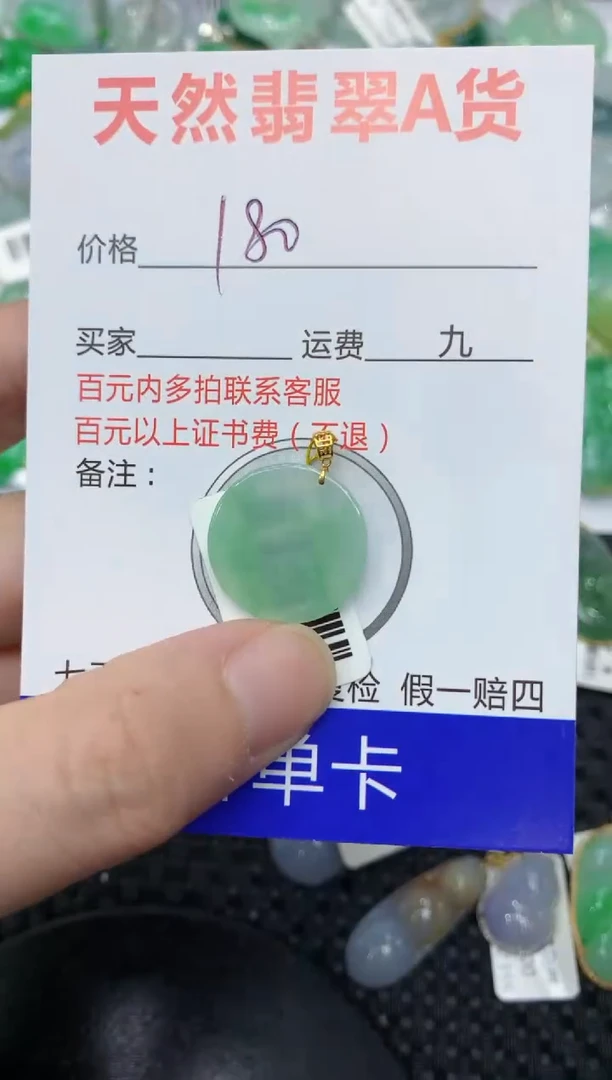 天然翡翠A货
价格 180
买家 运费 九
百元内多拍联系客服
百元以上证书费(不退)
备注:
检 假一赔四
单卡